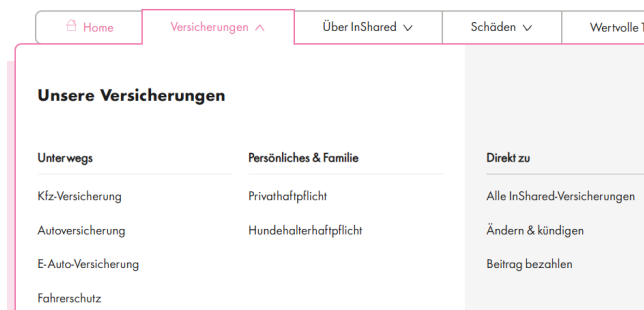 Home
Versicherungen
Über InShared
Schäden
Wertvolle
Unsere Versicherungen
Unterwegs
Kfz-Versicherung
Autoversicherung
E-Auto-Versicherung
Fahrerschutz
Persönliches & Familie
Privathaftpflicht
Hundehalterhaftpflicht
Direkt zu
Alle InShared-Versicherungen
Ändern & kündigen
Beitrag bezahlen